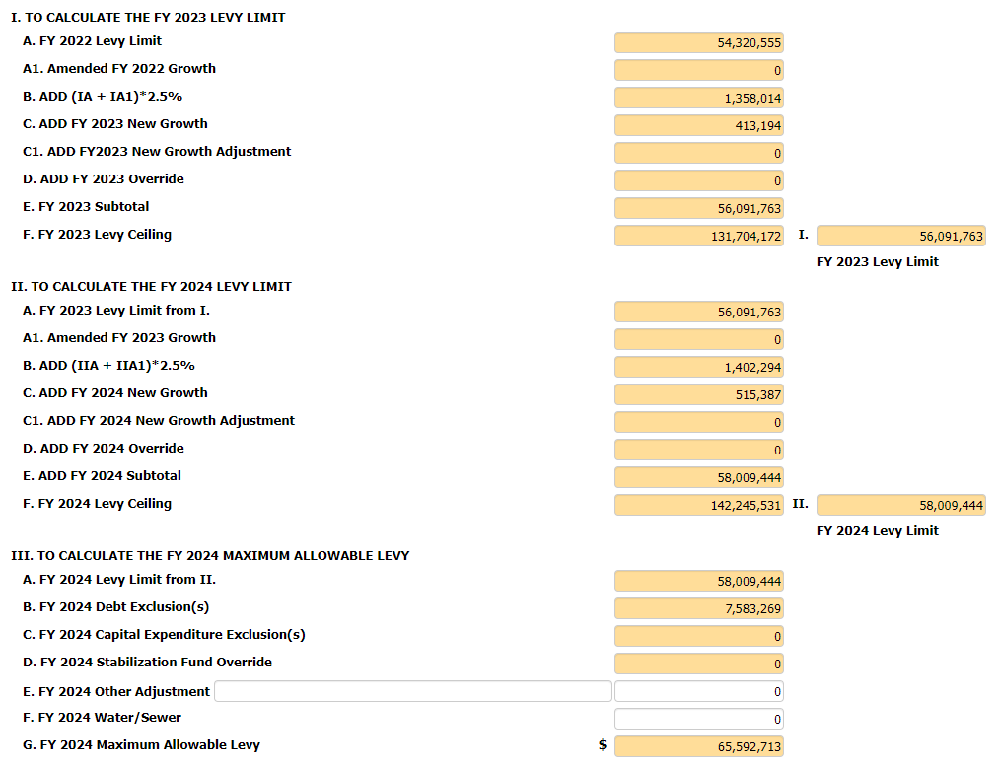 I. TO CALCULATE THE FY 2023 LEVY LIMIT
A. FY 2022 Levy Limit 54,320,555
A1. Amended FY 2022 Growth 0
B. ADD (IA + IA1)*2.5% 1,358,014
C. ADD FY 2023 New Growth 413,194
C1. ADD FY2023 New Growth Adjustment 0
D. ADD FY 2023 Override 0
E. FY 2023 Subtotal 56,091,763
F. FY 2023 Levy Ceiling 131,704,172 I. 56,091,763
FY 2023 Levy Limit
II. TO CALCULATE THE FY 2024 LEVY LIMIT
A. FY 2023 Levy Limit from I. 56,091,763
A1. Amended FY 2023 Growth 0
B. ADD (IIA + IIA1)*2.5% 1,402,294
C. ADD FY 2024 New Growth 515,387
C1. ADD FY 2024 New Growth Adjustment 0
D. ADD FY 2024 Override 0
E. ADD FY 2024 Subtotal 58,009,444
F. FY 2024 Levy Ceiling 142,245,531 II. 58,009,444
FY 2024 Levy Limit
III. TO CALCULATE THE FY 2024 MAXIMUM ALLOWABLE LEVY
A. FY 2024 Levy Limit from II. 58,009,444
B. FY 2024 Debt Exclusion(s) 7,583,269
C. FY 2024 Capital Expenditure Exclusion(s) 0
D. FY 2024 Stabilization Fund Override 0
E. FY 2024 Other Adjustment 0
F. FY 2024 Water/Sewer 0
G. FY 2024 Maximum Allowable Levy $ 65,592,713